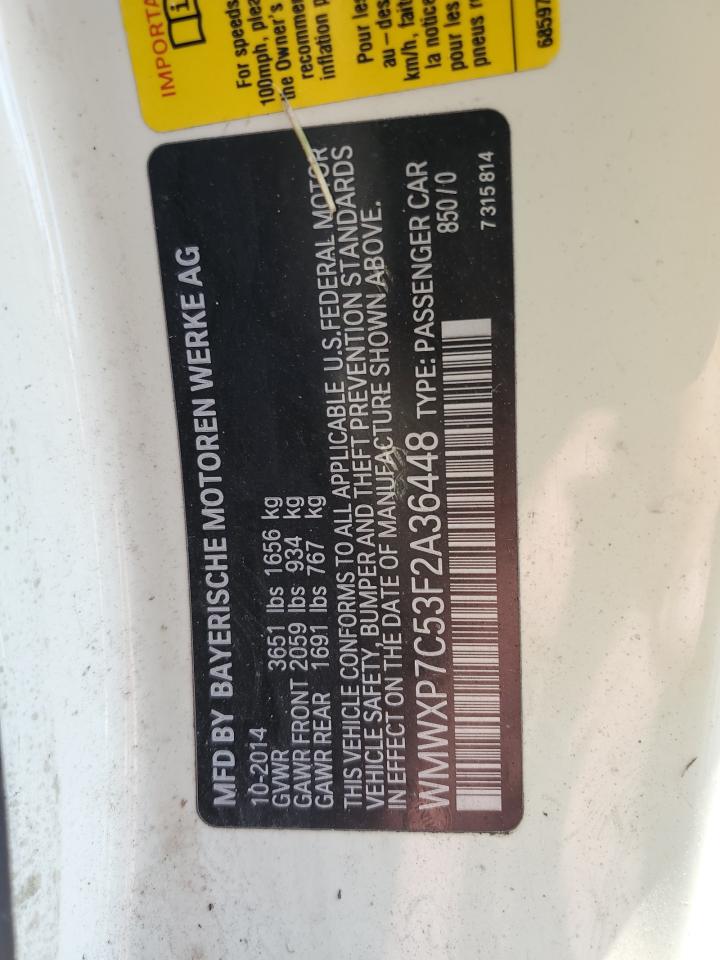 IMPORTA
i
For speeds
100mph, plea
the Owner's
recommen
inflation p
Pour les
au - des
km/h, faite
la notice
pour les
pneus r
68597
MFD BY BAYERISCHE MOTOREN WERKE AG
10-2014
GVWR 3651 lbs 1656 kg
GAWR FRONT 2059 lbs 934 kg
GAWR REAR 1691 lbs 767 kg
THIS VEHICLE CONFORMS TO ALL APPLICABLE U.S.FEDERAL MOTOR
VEHICLE SAFETY, BUMPER AND THEFT PREVENTION STANDARDS
IN EFFECT ON THE DATE OF MANUFACTURE SHOWN ABOVE.
WMWXP7C53F2A36448 TYPE: PASSENGER CAR
850 / 0
7 315 814